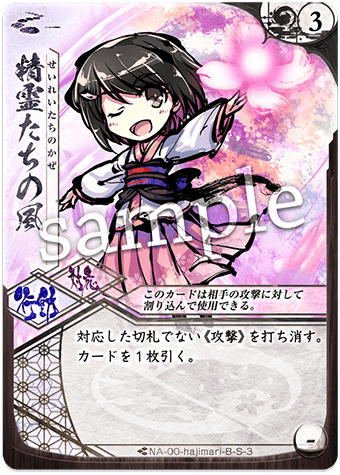 3
精霊たちの風
せいれいたちのかぜ
sample
行動
対応
このカードは相手の攻撃に対して
割り込んで使用できる。
対応した切札でない《攻撃》を打ち消す。
カードを１枚引く。
-
NA-00-hajimari-B-S-3